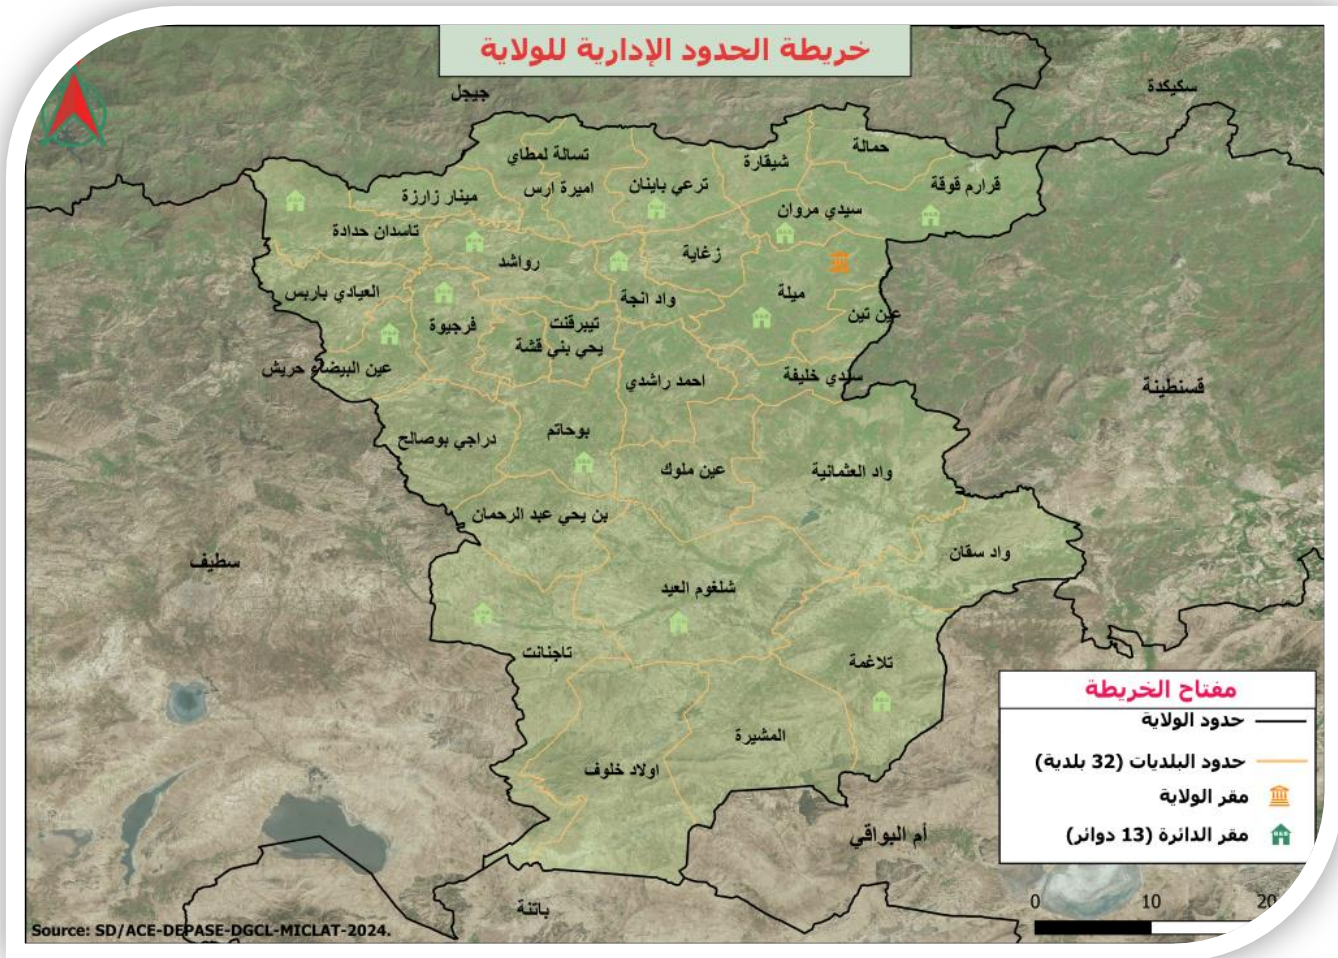 خريطة الحدود الإدارية للولاية
جيجل
سكيكدة
حمالة
تسالة لمطاي
شيقارة
ترعي باينان
قرارم قوقة
اميرة ارس
مينار زارزة
سيدي مروان
تاسدان حدادة
زغاية
رواشد
العيادي باربس
ميلة
واد انجة
عين تين
تيبرقنت
فرجيوة
يحي بني قشة
عين البيضاء حريش
سيدي خليفة
احمد راشدي
قسنطينة
بوحاتم
دراجي بوصالح
عين ملوك
واد العثمانية
بن يحي عبد الرحمان
واد سقان
سطيف
شلغوم العيد
تاجنانت
تلاغمة
المشيرة
اولاد خلوف
أم البواقي
باتنة
مفتاح الخريطة
حدود الولاية
حدود البلديات (32 بلدية)
مقر الولاية
مقر الدائرة (13 دوائر)
0 10 20
Source: SD/ACE-DEPASE-DGCL-MICLAT-2024.